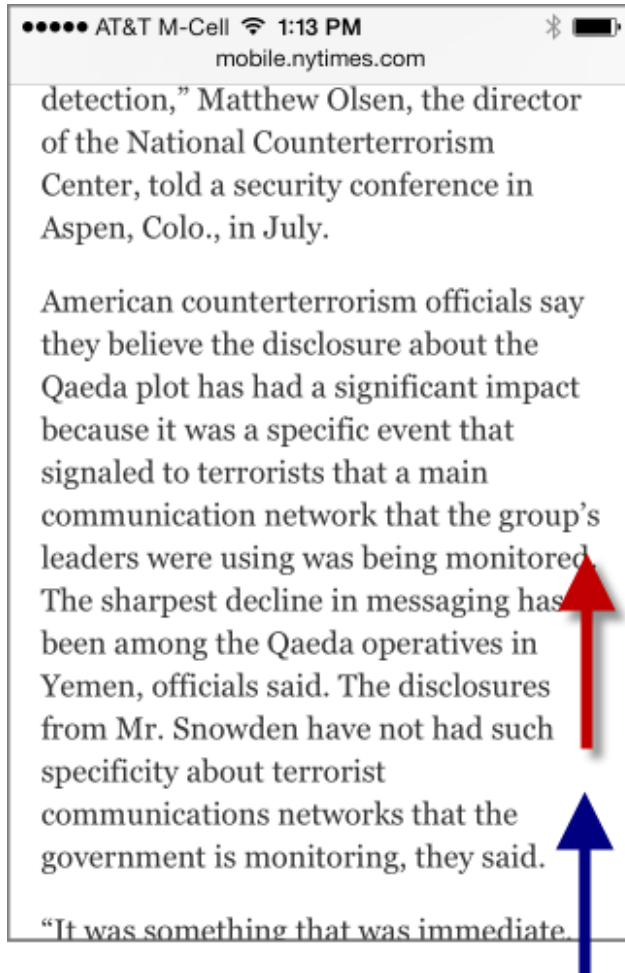 AT&T M-Cell 1:13 PM
mobile.nytimes.com
detection,” Matthew Olsen, the director
of the National Counterterrorism
Center, told a security conference in
Aspen, Colo., in July.
American counterterrorism officials say
they believe the disclosure about the
Qaeda plot has had a significant impact
because it was a specific event that
signaled to terrorists that a main
communication network that the group’s
leaders were using was being monitored.
The sharpest decline in messaging has
been among the Qaeda operatives in
Yemen, officials said. The disclosures
from Mr. Snowden have not had such
specificity about terrorist
communications networks that the
government is monitoring, they said.
“It was something that was immediate,